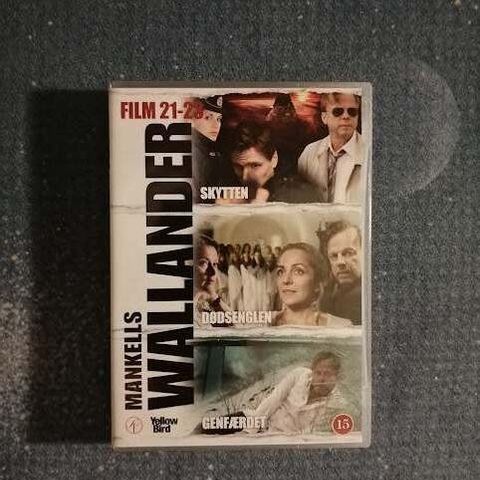 FILM 21-23
MANKELLS
WALLANDER
SKYTTEN
DØDSENGLEN
GENFÆRDET
Yellow
Bird
15